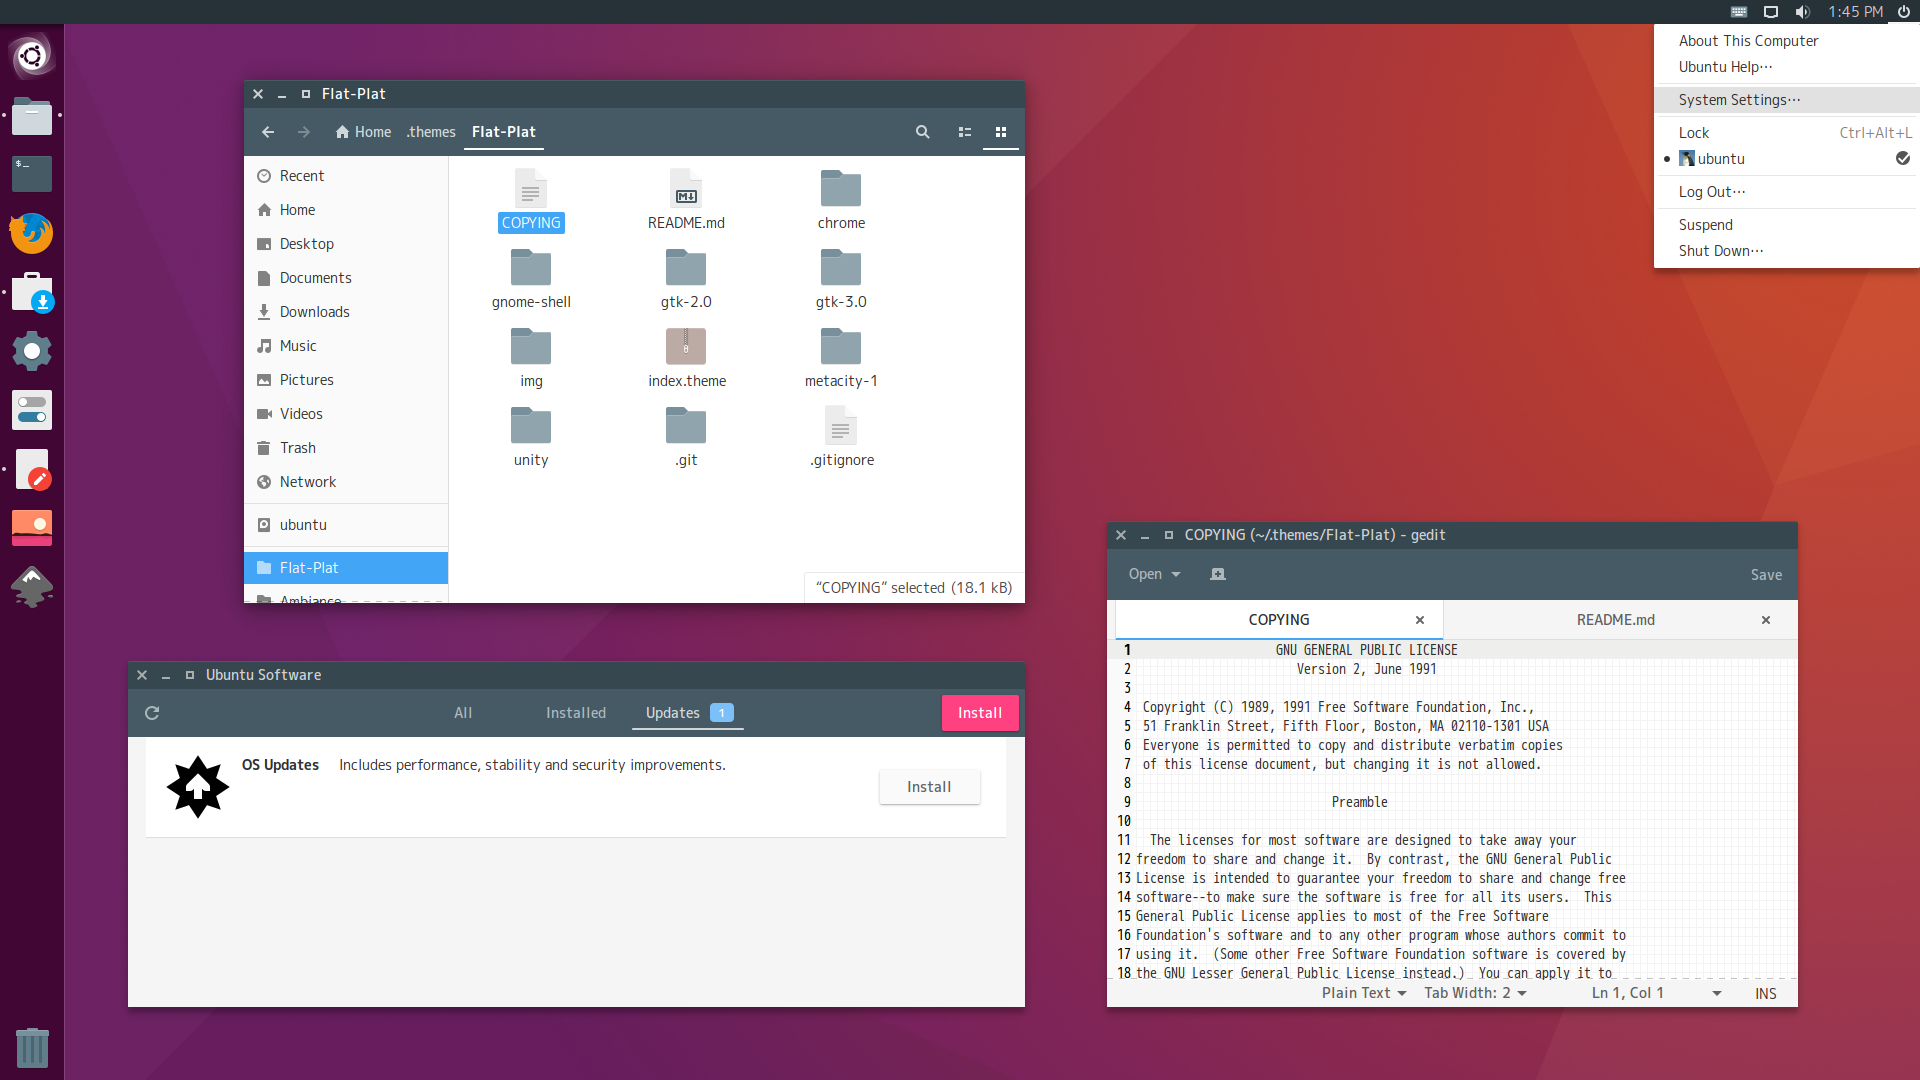 1:45 PM
About This Computer
Ubuntu Help…
System Settings…
Lock Ctrl+Alt+L
ubuntu
Log Out…
Suspend
Shut Down…
Flat-Plat
Home .themes Flat-Plat
Recent
Home
Desktop
Documents
Downloads
Music
Pictures
Videos
Trash
Network
ubuntu
Flat-Plat
Ambiance
COPYING README.md chrome
gnome-shell gtk-2.0 gtk-3.0
img index.theme metacity-1
unity .git .gitignore
“COPYING” selected (18.1 kB)
Ubuntu Software
All Installed Updates 1 Install
OS Updates Includes performance, stability and security improvements.
Install
COPYING (~/.themes/Flat-Plat) - gedit
Open Save
COPYING README.md
1 GNU GENERAL PUBLIC LICENSE
2 Version 2, June 1991
3
4 Copyright (C) 1989, 1991 Free Software Foundation, Inc.,
5 51 Franklin Street, Fifth Floor, Boston, MA 02110-1301 USA
6 Everyone is permitted to copy and distribute verbatim copies
7 of this license document, but changing it is not allowed.
8
9 Preamble
10
11 The licenses for most software are designed to take away your
12 freedom to share and change it. By contrast, the GNU General Public
13 License is intended to guarantee your freedom to share and change free
14 software--to make sure the software is free for all its users. This
15 General Public License applies to most of the Free Software
16 Foundation's software and to any other program whose authors commit to
17 using it. (Some other Free Software Foundation software is covered by
18 the GNU Lesser General Public License instead.) You can apply it to
Plain Text Tab Width: 2 Ln 1, Col 1 INS
$_
M